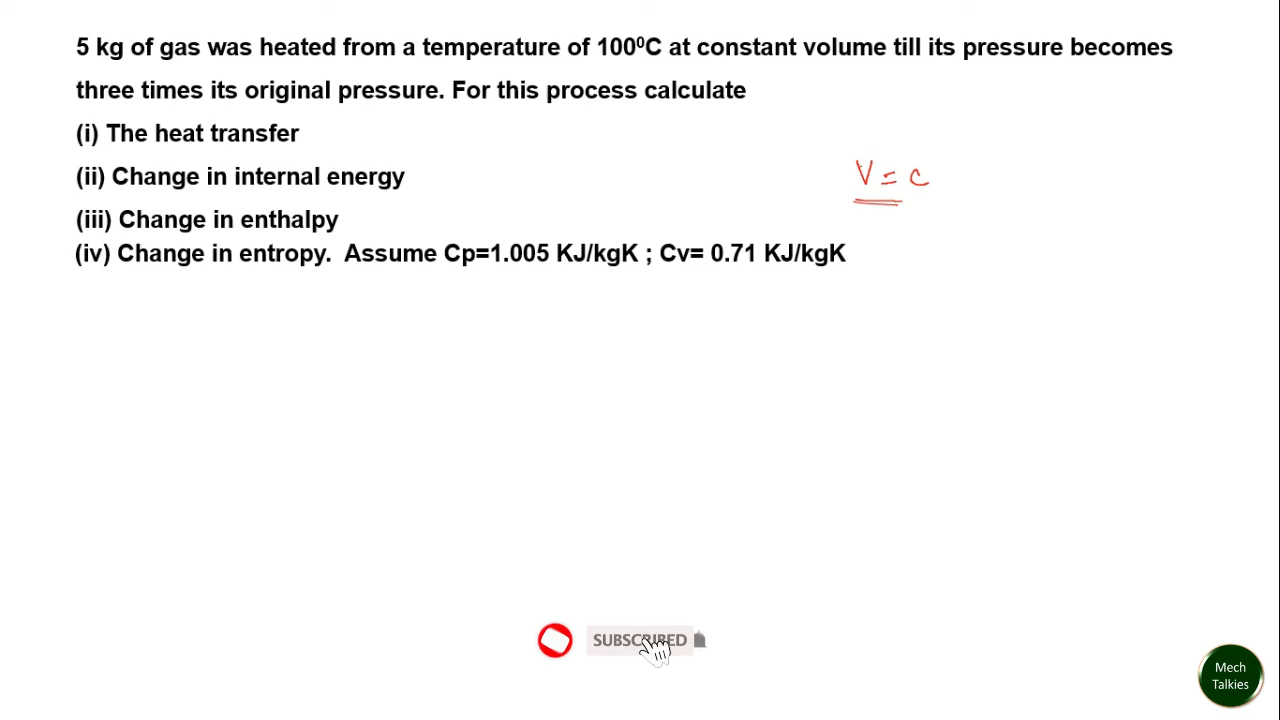 5 kg of gas was heated from a temperature of 100⁰C at constant volume till its pressure becomes
three times its original pressure. For this process calculate
(i) The heat transfer
(ii) Change in internal energy
V = c
(iii) Change in enthalpy
(iv) Change in entropy.  Assume Cp=1.005 KJ/kgK ; Cv= 0.71 KJ/kgK
SUBSCRIBED
Mech
Talkies